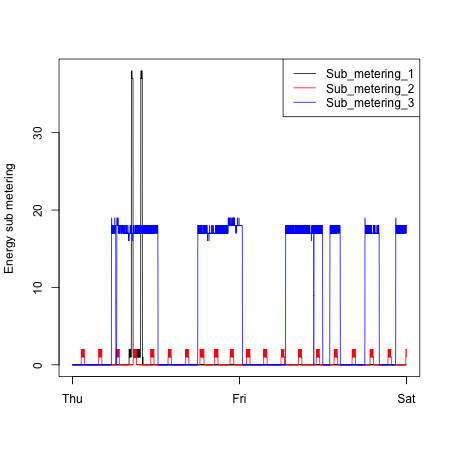 Sub_metering_1
Sub_metering_2
Sub_metering_3
Energy sub metering
30
20
10
0
Thu Fri Sat